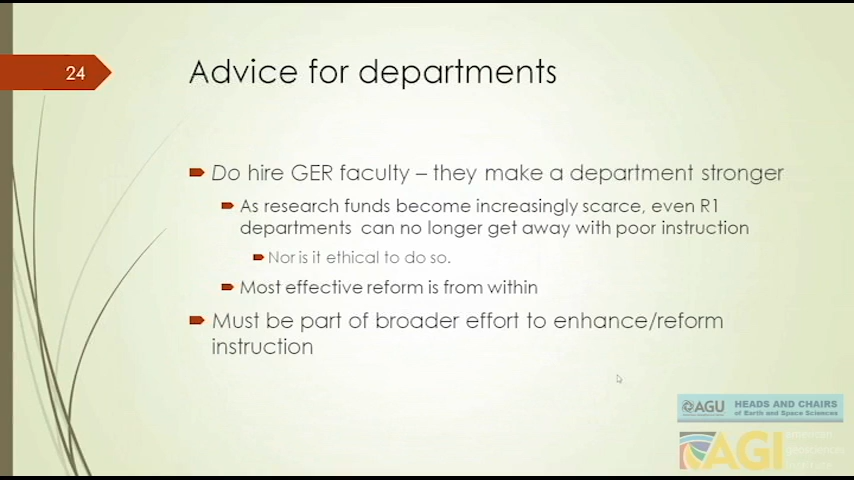 24
Advice for departments
Do hire GER faculty – they make a department stronger
As research funds become increasingly scarce, even R1
departments can no longer get away with poor instruction
Nor is it ethical to do so.
Most effective reform is from within
Must be part of broader effort to enhance/reform
instruction
AGU HEADS AND CHAIRS
of Earth and Space Sciences
AGI american
geosciences
institute